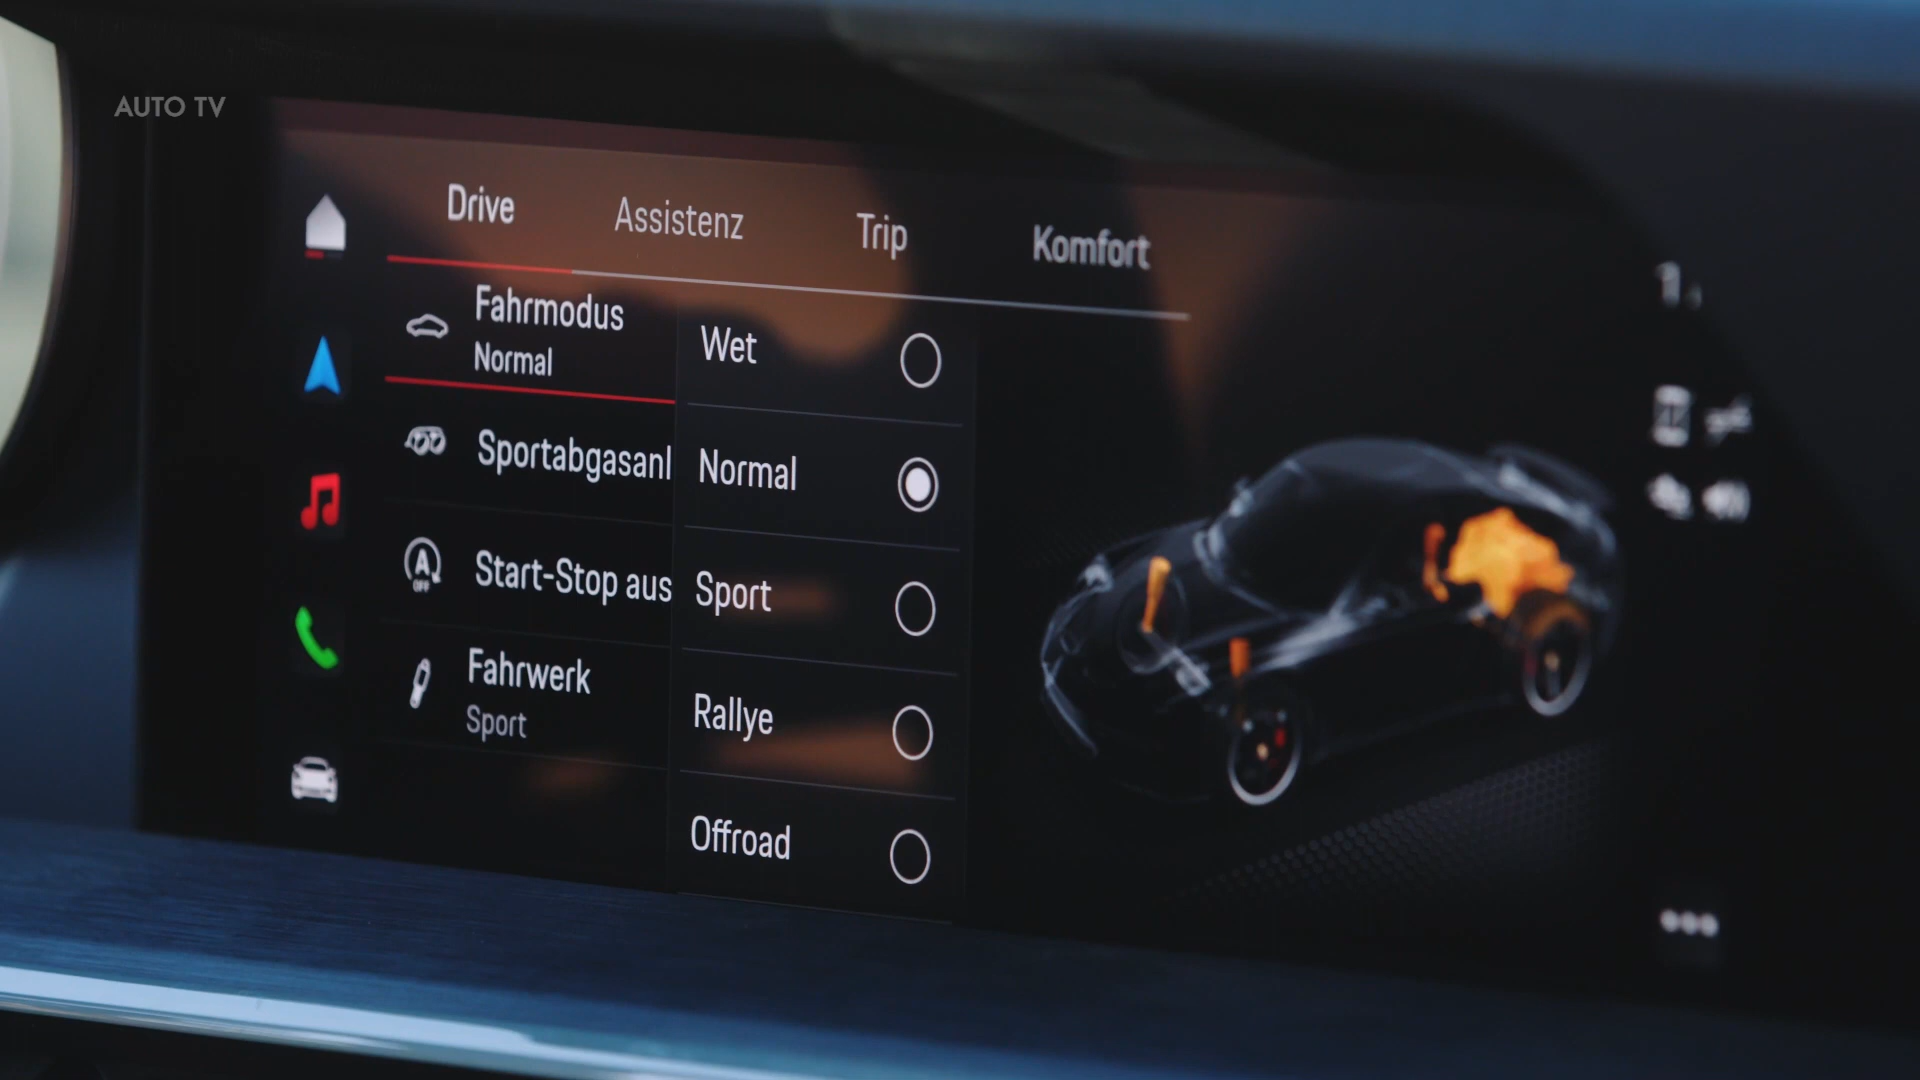 AUTO TV
Drive
Assistenz
Trip
Komfort
Fahrmodus
Normal
Sportabgasanl
A
OFF
Start-Stop aus
Fahrwerk
Sport
Wet
Normal
Sport
Rallye
Offroad